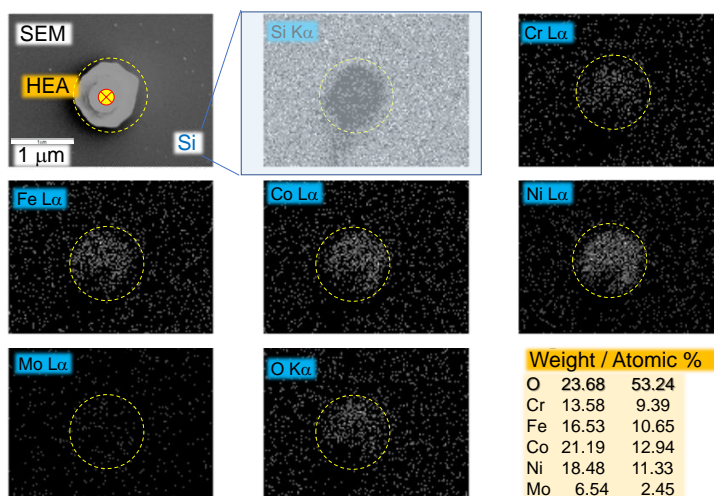 SEM
HEA
1 μm
Si
Si Kα
Cr Lα
Fe Lα
Co Lα
Ni Lα
Mo Lα
O Kα
Weight / Atomic %
O 23.68 53.24
Cr 13.58 9.39
Fe 16.53 10.65
Co 21.19 12.94
Ni 18.48 11.33
Mo 6.54 2.45